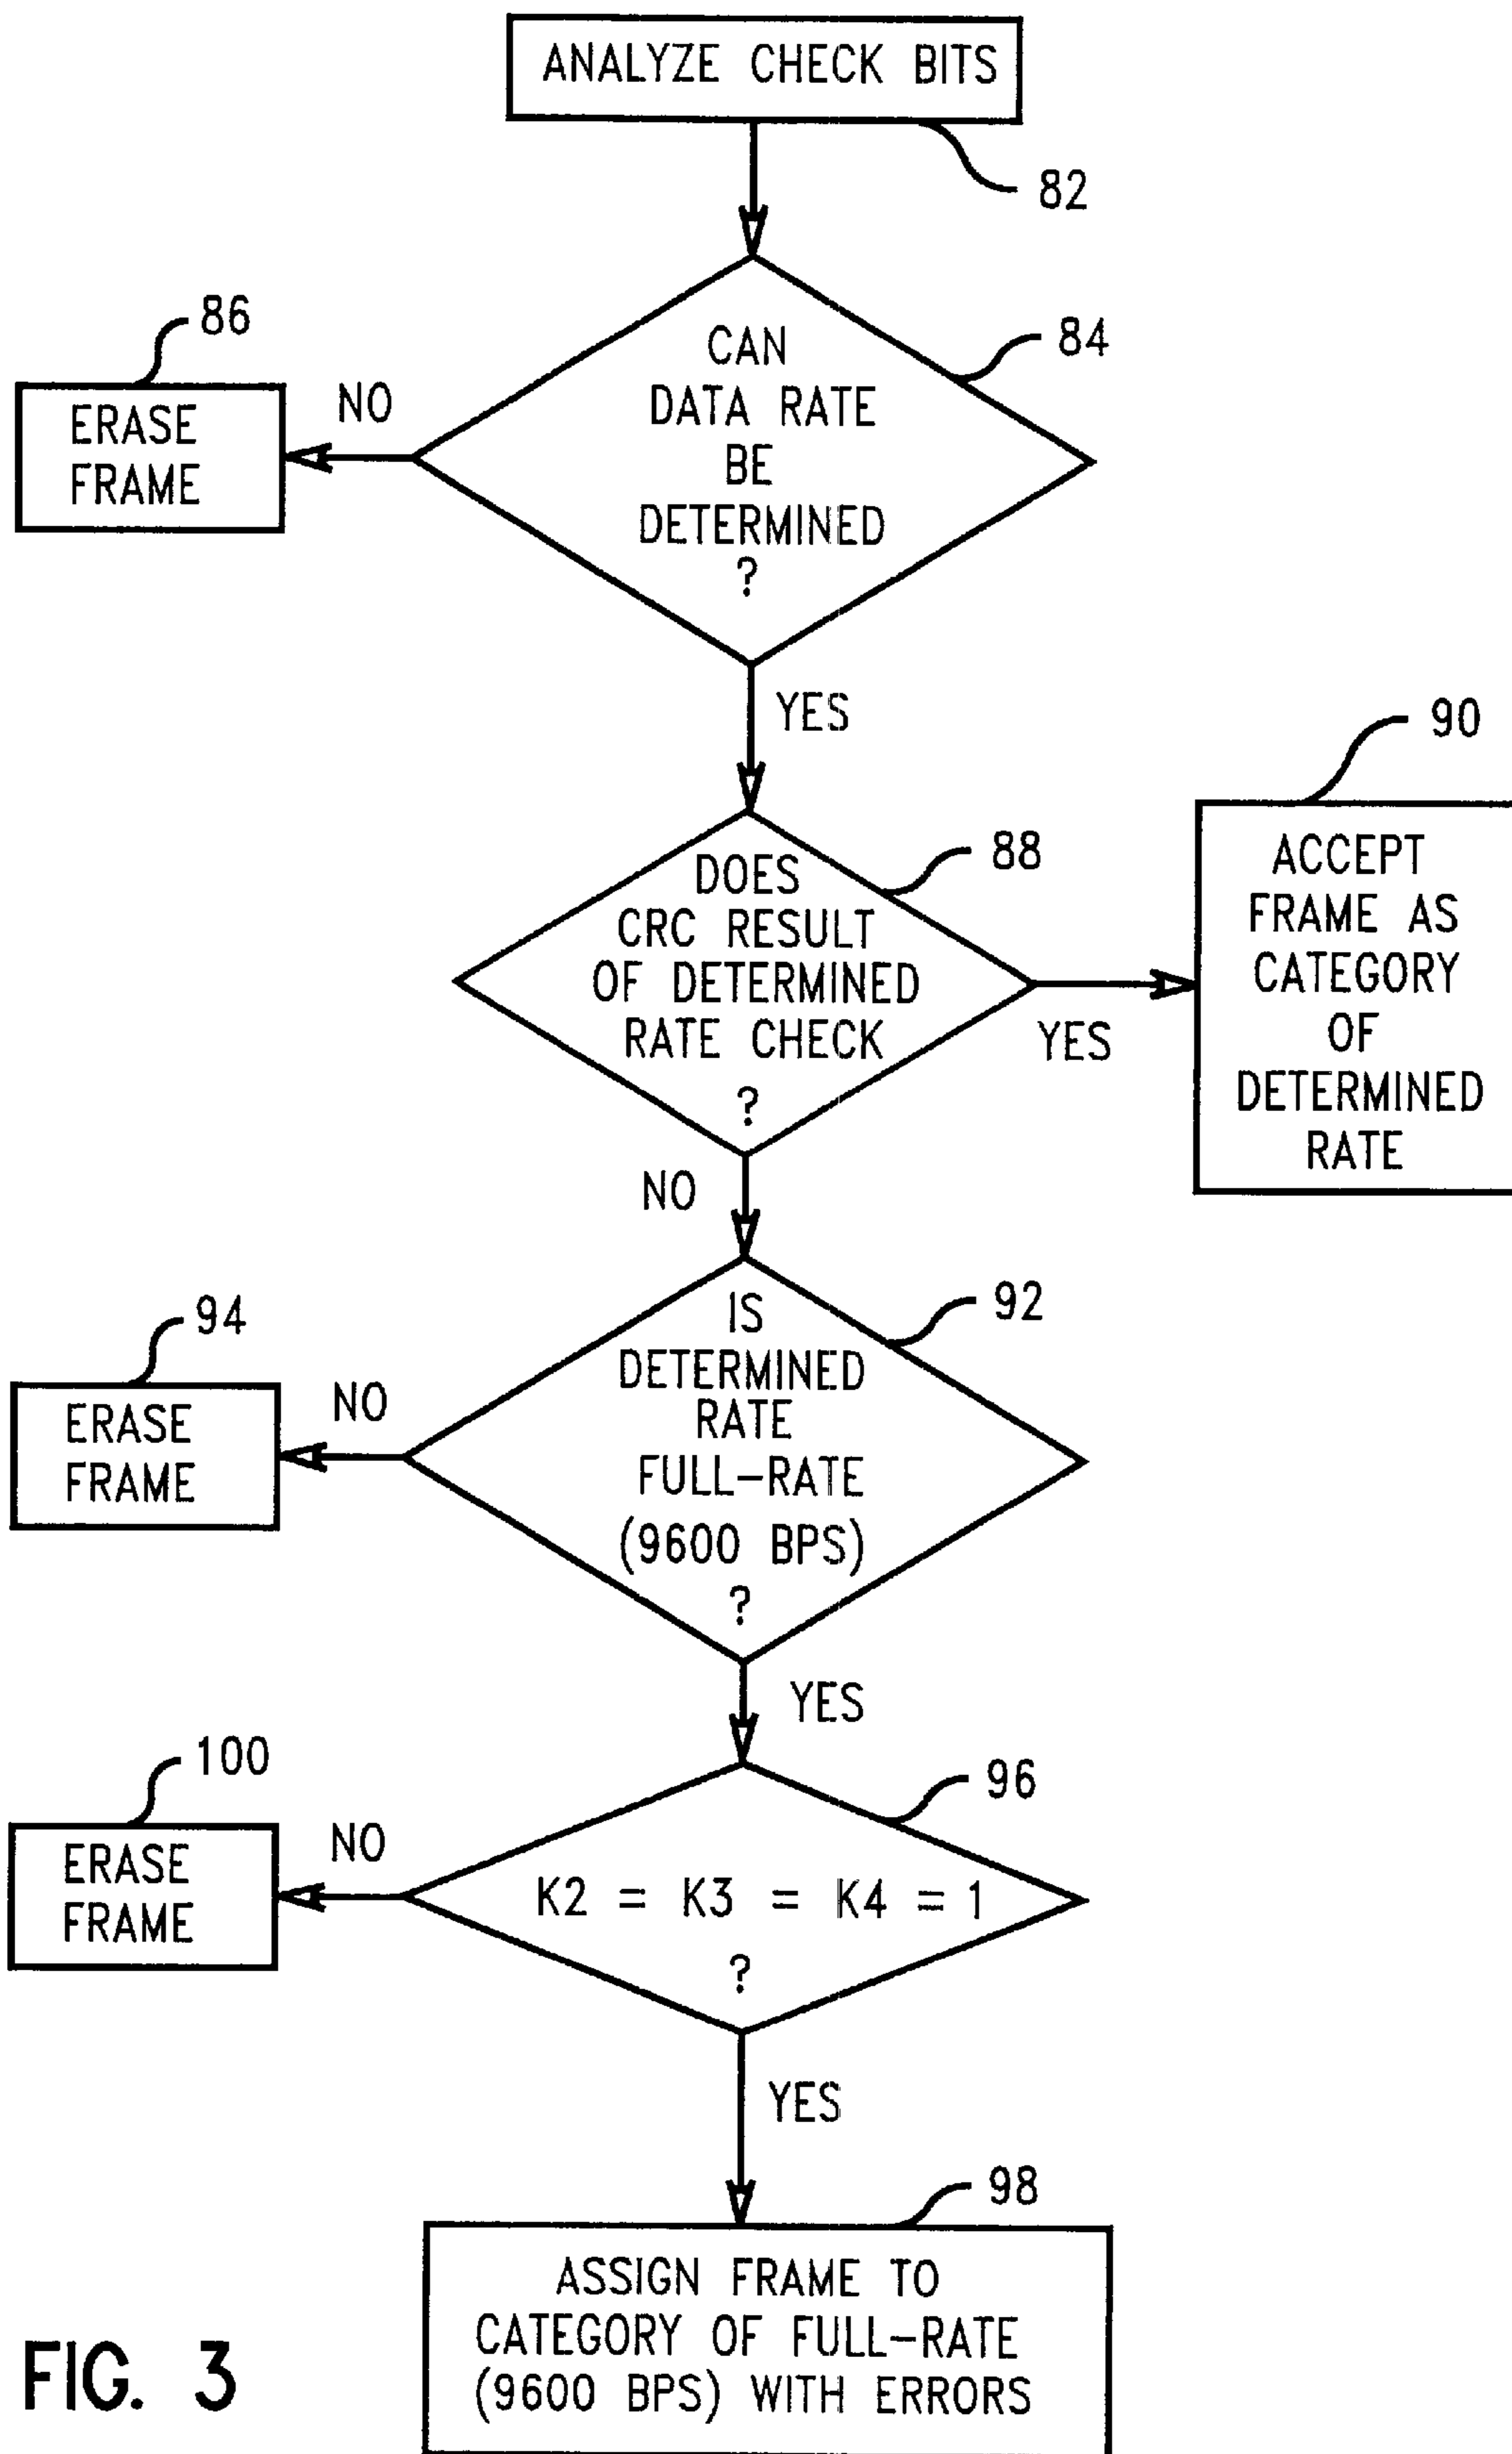 ANALYZE CHECK BITS
82
86
84
CAN
DATA RATE
BE
DETERMINED
?
NO
ERASE
FRAME
YES
90
88
DOES
CRC RESULT
OF DETERMINED
RATE CHECK
?
YES
ACCEPT
FRAME AS
CATEGORY
OF
DETERMINED
RATE
NO
94
92
IS
DETERMINED
RATE
FULL-RATE
(9600 BPS)
?
NO
ERASE
FRAME
YES
100
96
NO
ERASE
FRAME
K2 = K3 = K4 = 1
?
YES
98
ASSIGN FRAME TO
CATEGORY OF FULL-RATE
(9600 BPS) WITH ERRORS
FIG. 3